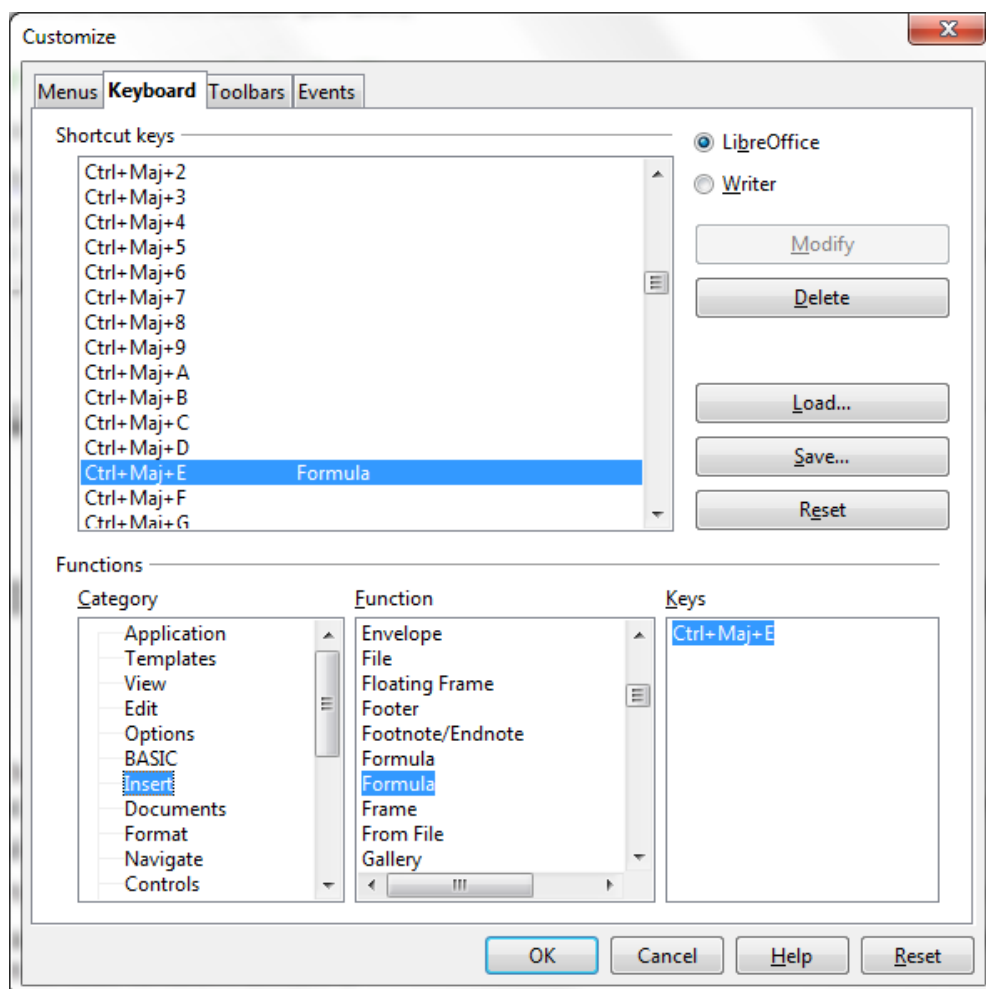 Customize
Menus Keyboard Toolbars Events
Shortcut keys
Ctrl+Maj+2
Ctrl+Maj+3
Ctrl+Maj+4
Ctrl+Maj+5
Ctrl+Maj+6
Ctrl+Maj+7
Ctrl+Maj+8
Ctrl+Maj+9
Ctrl+Maj+A
Ctrl+Maj+B
Ctrl+Maj+C
Ctrl+Maj+D
Ctrl+Maj+E Formula
Ctrl+Maj+F
Ctrl+Maj+G
LibreOffice
Writer
Modify
Delete
Load...
Save...
Reset
Functions
Category
Application
Templates
View
Edit
Options
BASIC
Insert
Documents
Format
Navigate
Controls
Function
Envelope
File
Floating Frame
Footer
Footnote/Endnote
Formula
Formula
Frame
From File
Gallery
Keys
Ctrl+Maj+E
OK Cancel Help Reset